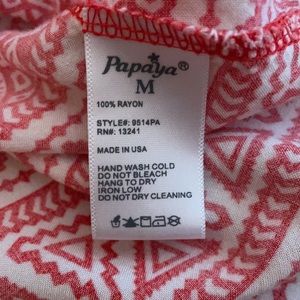 Papaya®
M
100% RAYON
STYLE#: 9514PA
RN#: 13241
MADE IN USA
HAND WASH COLD
DO NOT BLEACH
HANG TO DRY
IRON LOW
DO NOT DRY CLEANING